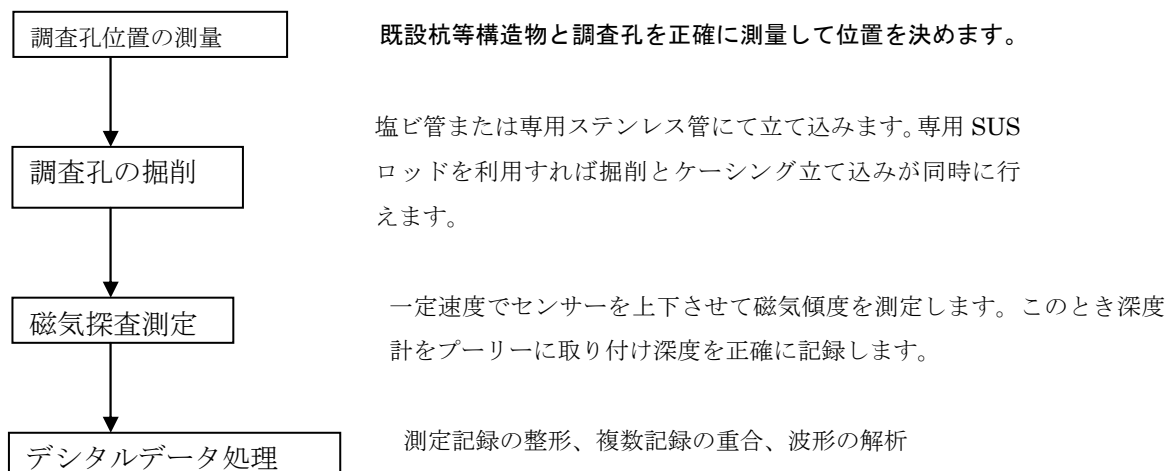 調査孔位置の測量
既設杭等構造物と調査孔を正確に測量して位置を決めます。
調査孔の掘削
塩ビ管または専用ステンレス管にて立て込みます。専用 SUS
ロッドを利用すれば掘削とケーシング立て込みが同時に行
えます。
磁気探査測定
一定速度でセンサーを上下させて磁気傾度を測定します。このとき深度
計をプーリーに取り付け深度を正確に記録します。
デジタルデータ処理
測定記録の整形、複数記録の重合、波形の解析